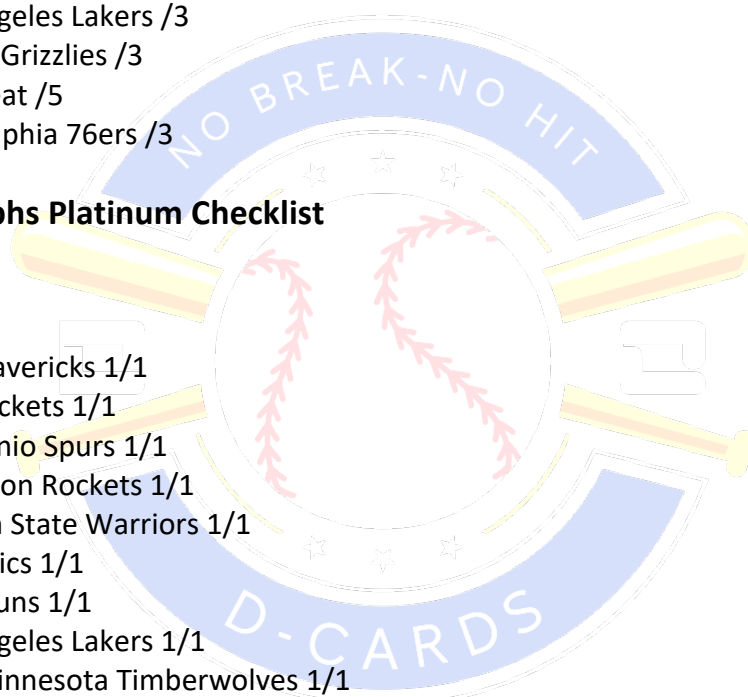 geles Lakers /3
Grizzlies /3
eat /5
phia 76ers /3
NO BREAK-NO HIT
phs Platinum Checklist
avericks 1/1
ckets 1/1
nio Spurs 1/1
on Rockets 1/1
State Warriors 1/1
ics 1/1
uns 1/1
geles Lakers 1/1
innesota Timberwolves 1/1
D-CARDS